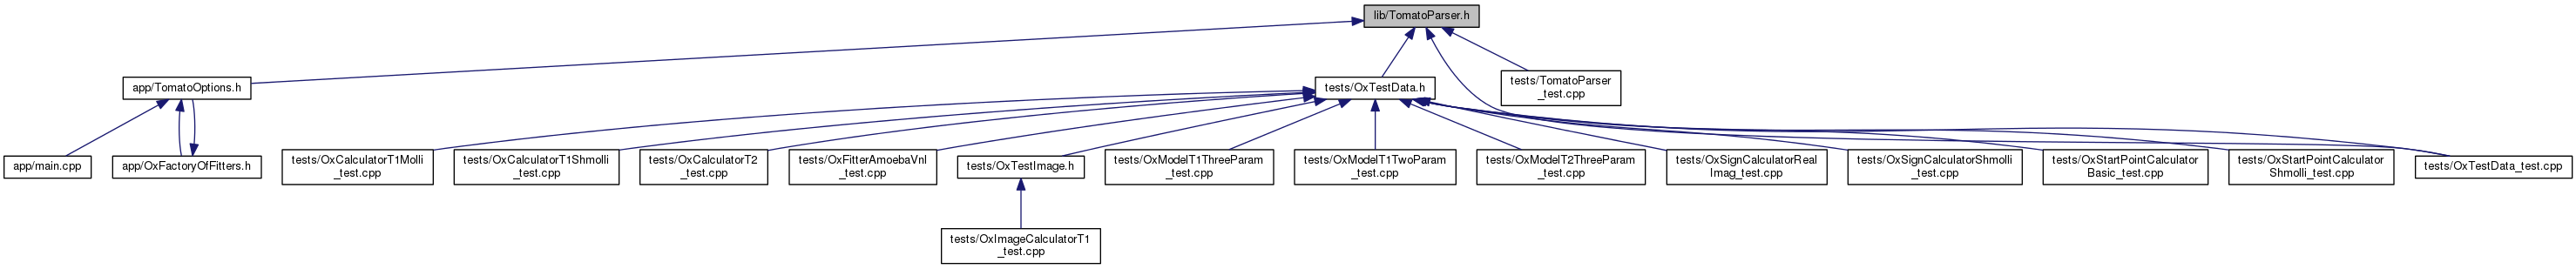 lib/TomatoParser.h
app/TomatoOptions.h
tests/OxTestData.h
tests/TomatoParser
_test.cpp
app/main.cpp
app/OxFactoryOfFitters.h
tests/OxCalculatorT1Molli
_test.cpp
tests/OxCalculatorT1Shmolli
_test.cpp
tests/OxCalculatorT2
_test.cpp
tests/OxFitterAmoebaVnl
_test.cpp
tests/OxTestImage.h
tests/OxModelT1ThreeParam
_test.cpp
tests/OxModelT1TwoParam
_test.cpp
tests/OxModelT2ThreeParam
_test.cpp
tests/OxSignCalculatorReal
Imag_test.cpp
tests/OxSignCalculatorShmolli
_test.cpp
tests/OxStartPointCalculator
Basic_test.cpp
tests/OxStartPointCalculator
Shmolli_test.cpp
tests/OxTestData_test.cpp
tests/OxImageCalculatorT1
_test.cpp